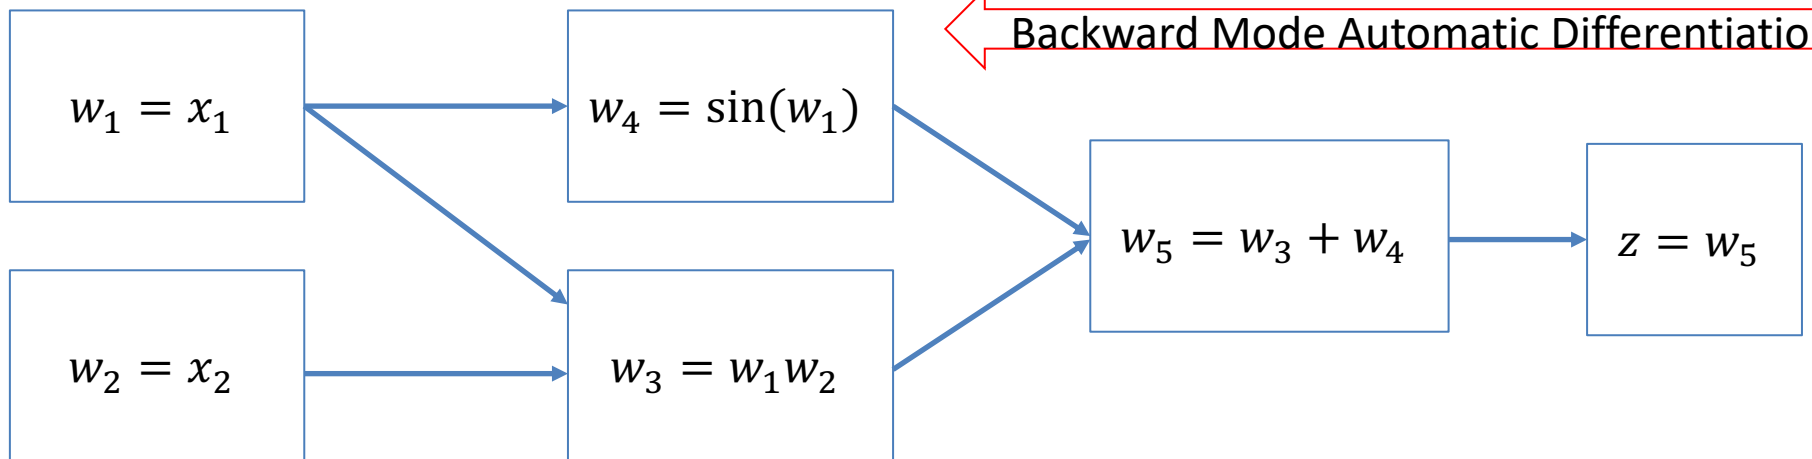 Backward Mode Automatic Differentiatio
w₁ = x₁
w₄ = sin(w₁)
w₅ = w₃ + w₄
z = w₅
w₂ = x₂
w₃ = w₁w₂